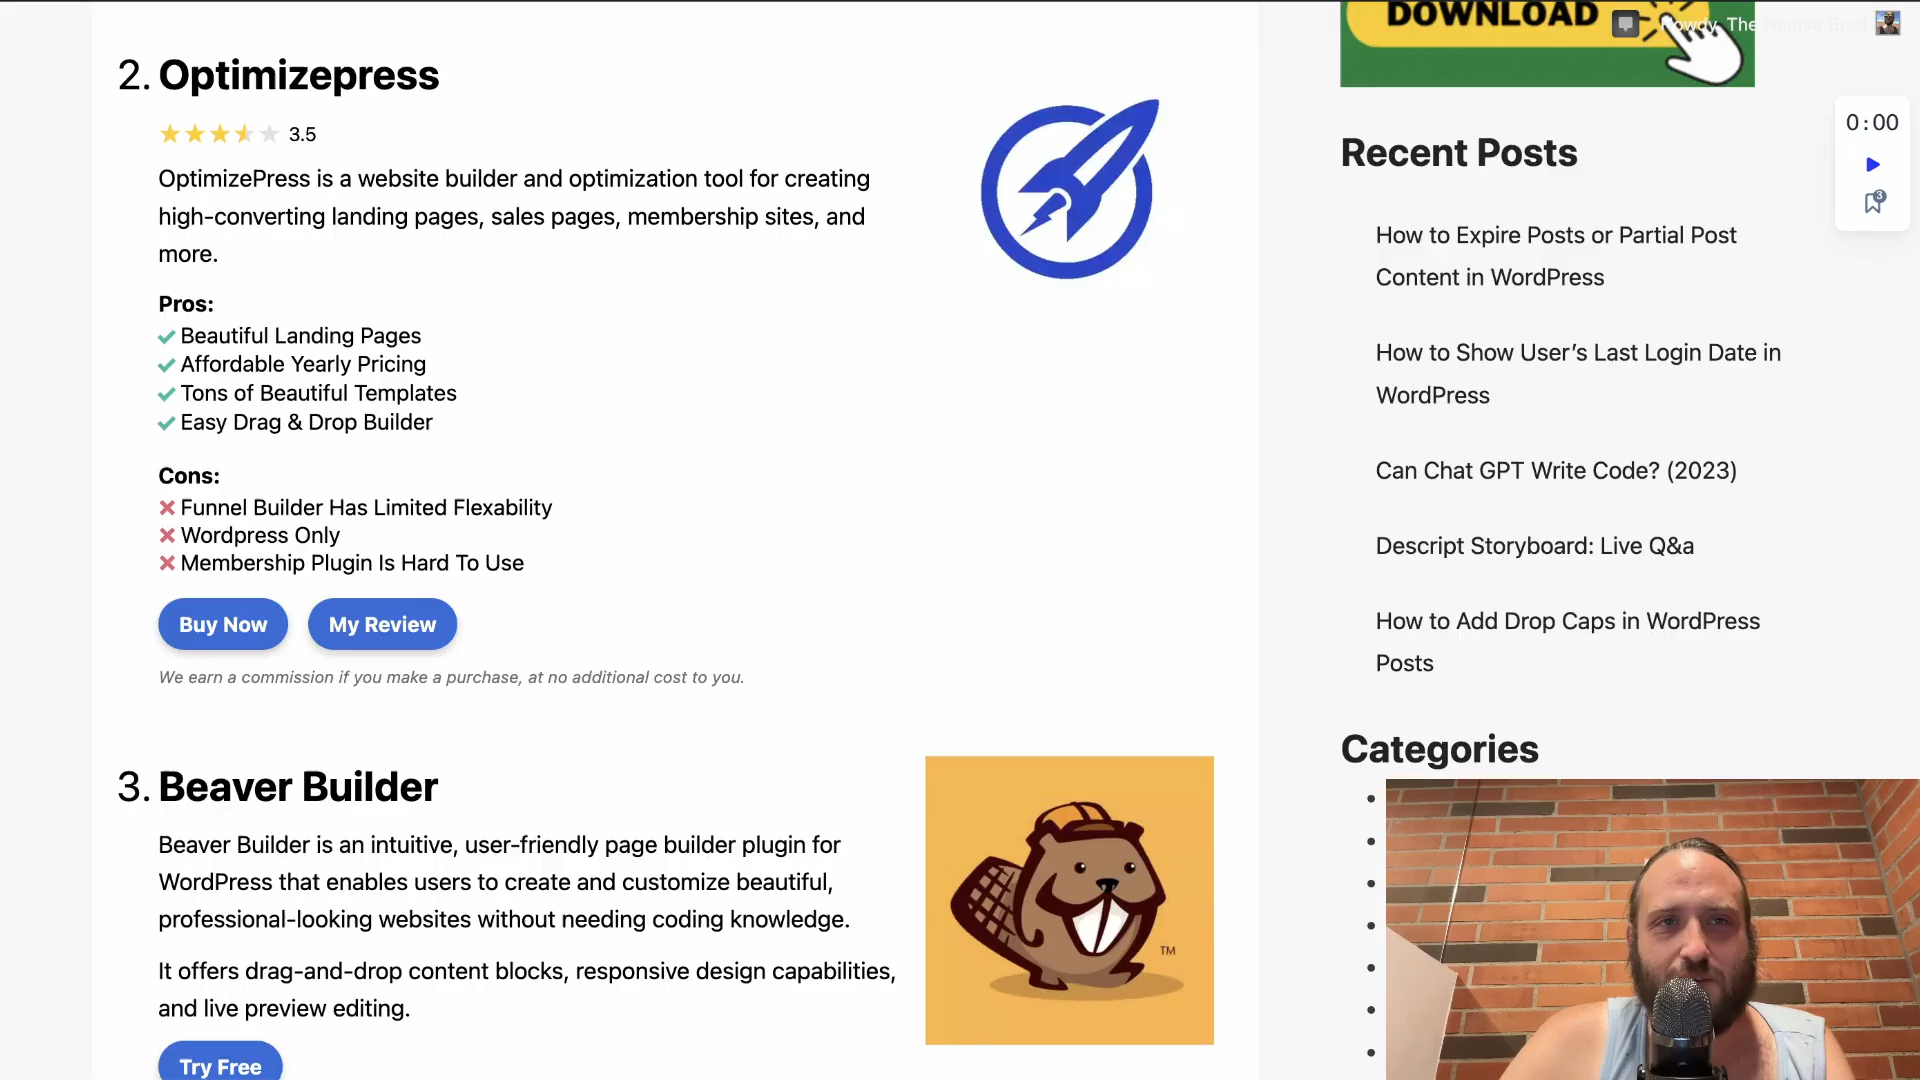 DOWNLOAD
Howdy, The Nomad Brad
0:00
3
2. Optimizepress
3.5
OptimizePress is a website builder and optimization tool for creating
high-converting landing pages, sales pages, membership sites, and
more.
Pros:
Beautiful Landing Pages
Affordable Yearly Pricing
Tons of Beautiful Templates
Easy Drag & Drop Builder
Cons:
Funnel Builder Has Limited Flexability
Wordpress Only
Membership Plugin Is Hard To Use
Buy Now
My Review
We earn a commission if you make a purchase, at no additional cost to you.
3. Beaver Builder
Beaver Builder is an intuitive, user-friendly page builder plugin for
WordPress that enables users to create and customize beautiful,
professional-looking websites without needing coding knowledge.
It offers drag-and-drop content blocks, responsive design capabilities,
and live preview editing.
TM
Try Free
Recent Posts
How to Expire Posts or Partial Post
Content in WordPress
How to Show User’s Last Login Date in
WordPress
Can Chat GPT Write Code? (2023)
Descript Storyboard: Live Q&a
How to Add Drop Caps in WordPress
Posts
Categories